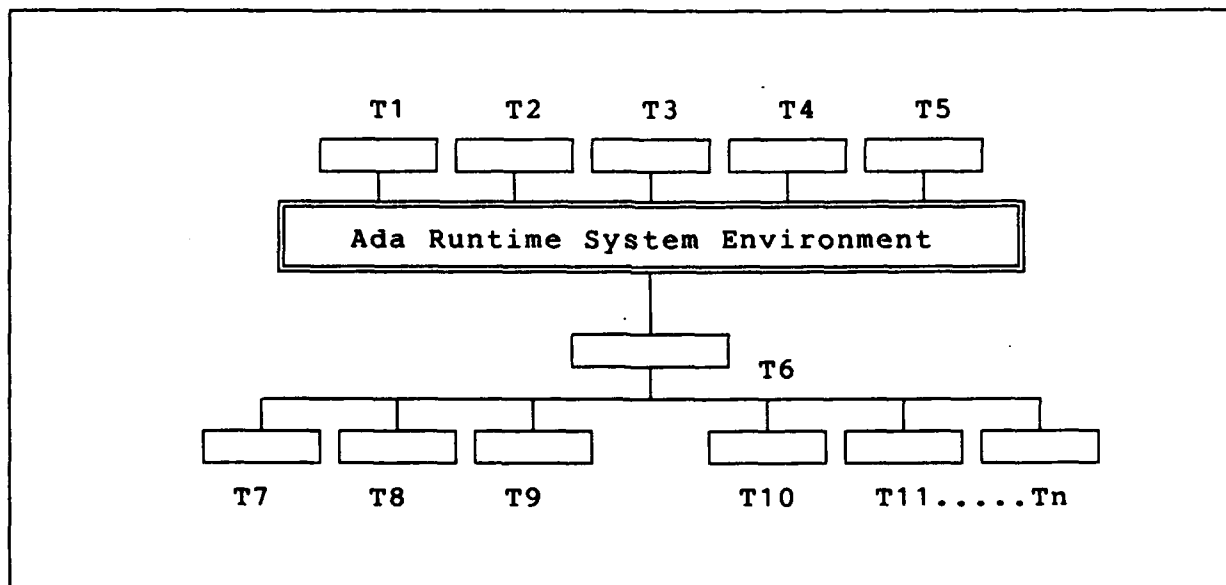 T1 T2 T3 T4 T5
Ada Runtime System Environment
T6
T7 T8 T9 T10 T11.....Tn